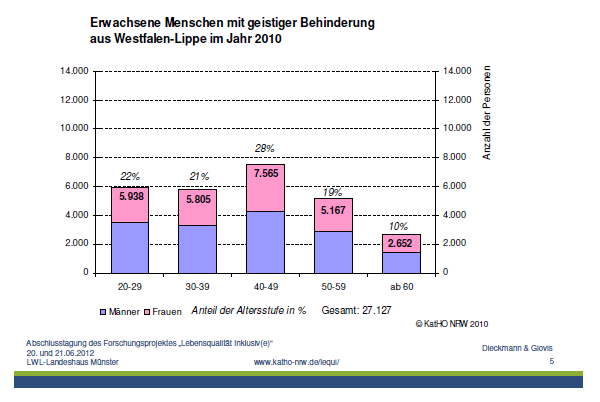 Erwachsene Menschen mit geistiger Behinderung
aus Westfalen-Lippe im Jahr 2010
14.000
12.000
10.000
8.000
6.000
4.000
2.000
0
14.000
12.000
10.000
8.000
6.000
4.000
2.000
0
Anzahl der Personen
22%
21%
28%
19%
10%
5.938
5.805
7.565
5.167
2.652
20-29
30-39
40-49
50-59
ab 60
Männer
Frauen
Anteil der Altersstufe in %
Gesamt: 27.127
© KatHO NRW 2010
Abschlusstagung des Forschungsprojektes „Lebensqualität Inklusiv(e)“
20. und 21.06.2012
LWL-Landeshaus Münster
www.katho-nrw.de/lequi/
Dieckmann & Giovis
5